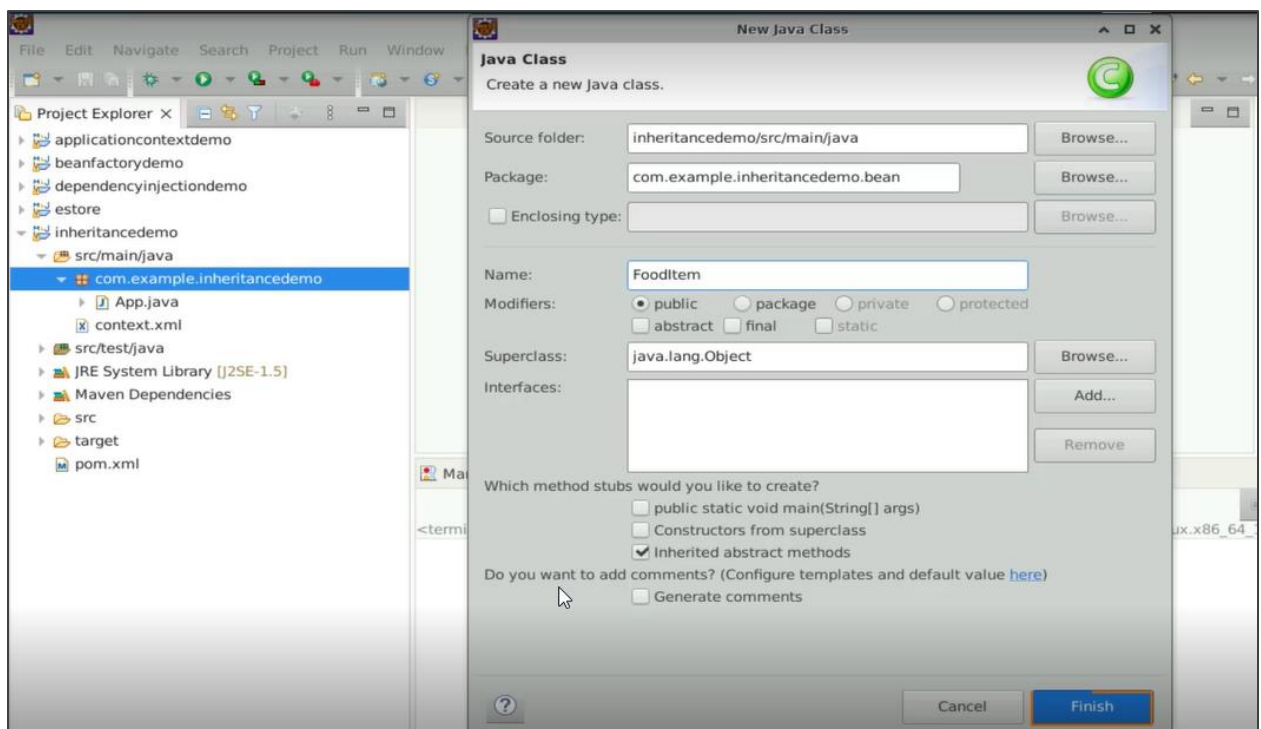 New Java Class
File Edit Navigate Search Project Run Window
Java Class
Create a new Java class.
Project Explorer
applicationcontextdemo
beanfactorydemo
dependencyinjectiondemo
estore
inheritancedemo
src/main/java
com.example.inheritancedemo
App.java
context.xml
src/test/java
JRE System Library [J2SE-1.5]
Maven Dependencies
src
target
pom.xml
Source folder: inheritancedemo/src/main/java Browse...
Package: com.example.inheritancedemo.bean Browse...
Enclosing type: Browse...
Name: FoodItem
Modifiers: public package private protected
abstract final static
Superclass: java.lang.Object Browse...
Interfaces: Add...
Remove
Which method stubs would you like to create?
public static void main(String[] args)
Constructors from superclass
Inherited abstract methods
Do you want to add comments? (Configure templates and default value here)
Generate comments
Cancel Finish
Mar
<termi
ux.x86_64_